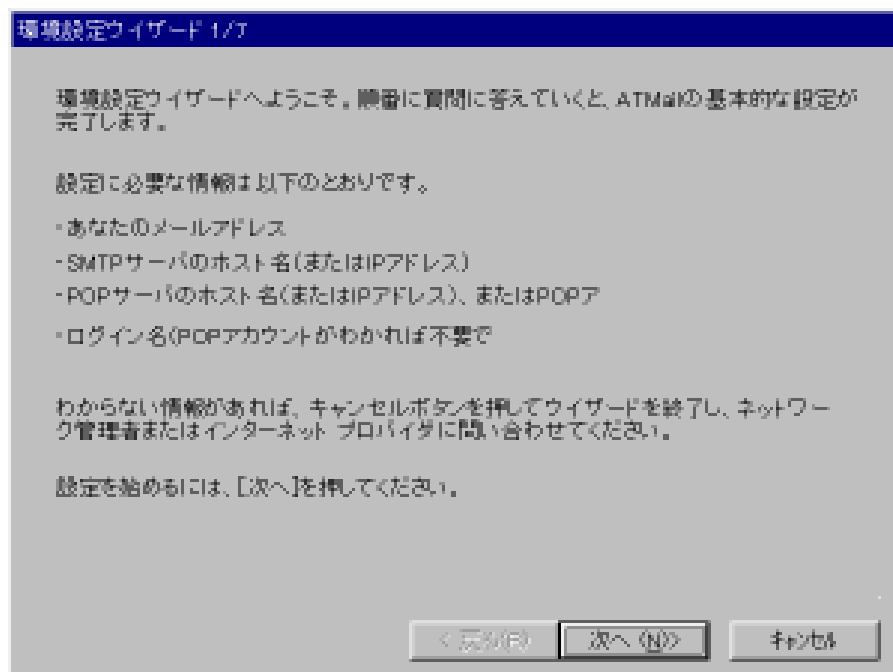 環境設定ウィザード 1/7
環境設定ウィザードへようこそ。順番に質問に答えていくと、ATMailの基本的な設定が
完了します。
設定に必要な情報は以下のとおりです。
・あなたのメールアドレス
・SMTPサーバのホスト名(またはIPアドレス)
・POPサーバのホスト名(またはIPアドレス)、またはPOPア
・ログイン名(POPアカウントがわかれば不要で
わからない情報があれば、キャンセルボタンを押してウィザードを終了し、ネットワー
ク管理者またはインターネット プロバイダに問い合わせてください。
設定を始めるには、[次へ]を押してください。
< 戻る(B) 次へ (N)> キャンセル